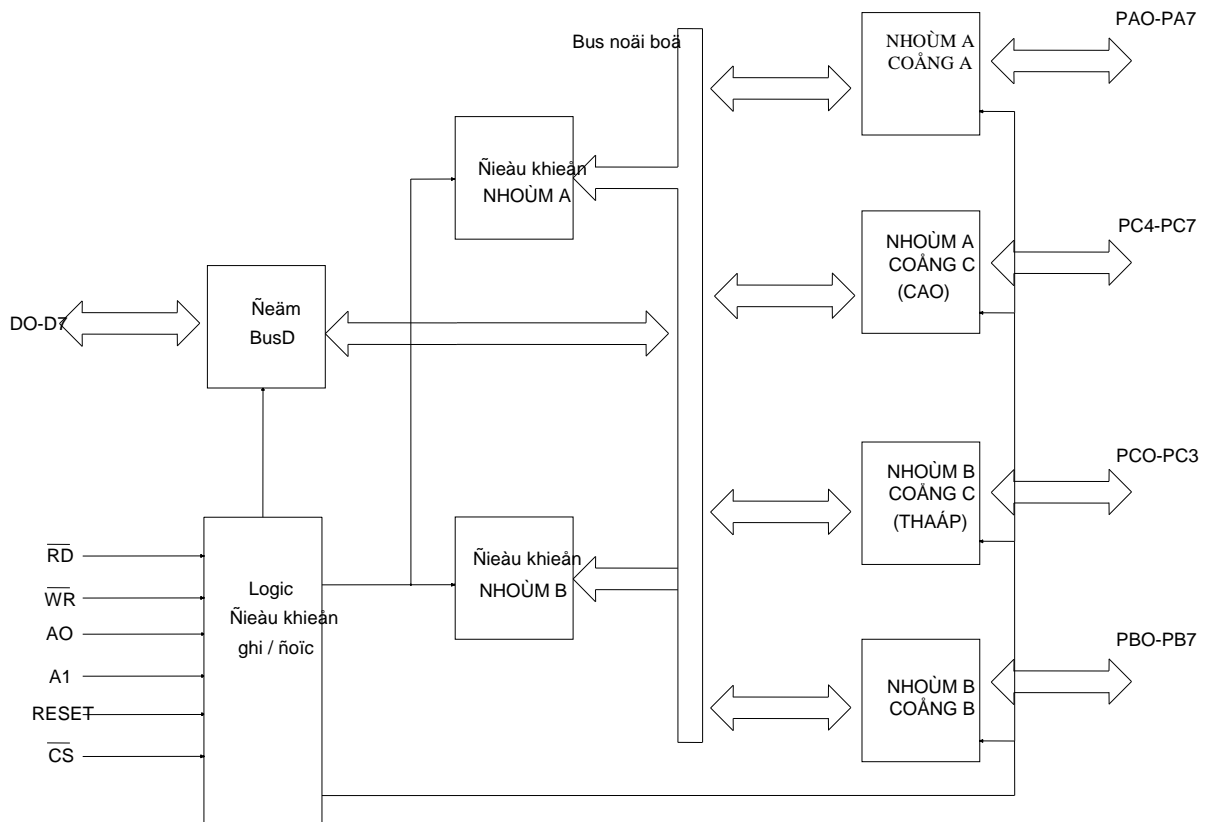 Bus noäi boä
NHOÙM A
COÅNG A
PAO-PA7
Ñieàu khieån
NHOÙM A
NHOÙM A
COÅNG C
(CAO)
PC4-PC7
DO-D7
Ñeäm
BusD
NHOÙM B
COÅNG C
(THAÁP)
PCO-PC3
RD
WR
AO
A1
RESET
CS
Logic
Ñieàu khieån
ghi / ñoïc
Ñieàu khieån
NHOÙM B
NHOÙM B
COÅNG B
PBO-PB7